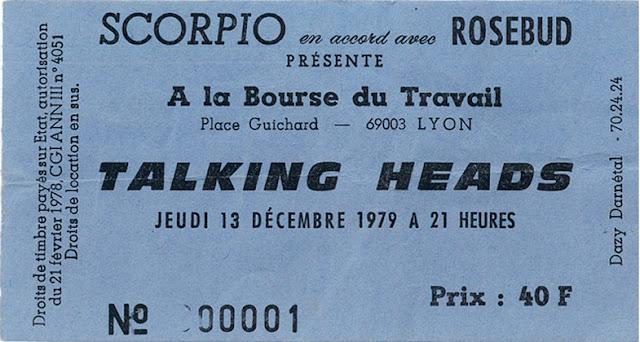 SCORPIO en accord avec ROSEBUD
PRÉSENTE
A la Bourse du Travail
Place Guichard — 69003 LYON
TALKING HEADS
JEUDI 13 DÉCEMBRE 1979 A 21 HEURES
Prix : 40 F
Nº 00001
Droits de timbre payés sur Etat, autorisation
du 21 février 1978, CGI ANN III n° 4051
Droits de location en sus.
Dazy Darnétal - 70.24.24